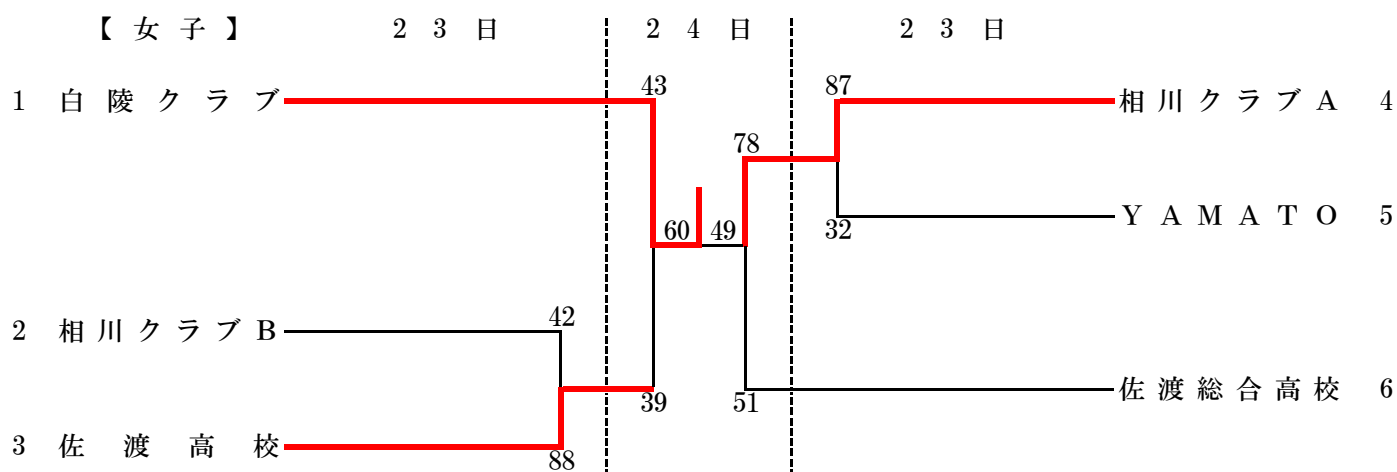 【女子】 23日 24日 23日
43 87
1 白陵クラブ 相川クラブA 4
78
YAMATO 5
60 49 32
42
2 相川クラブB
39 51 佐渡総合高校 6
3 佐渡高校
88